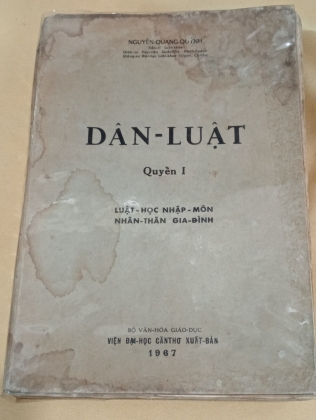 NGUYỄN-QUANG-QUÝNH
DÂN-LUẬT
Quyển I
LUẬT-HỌC NHẬP-MÔN
NHÂN-THÂN GIA-ĐÌNH
BỘ VĂN-HÓA GIÁO-DỤC
VIỆN ĐẠI-HỌC CẦNTHƠ XUẤT-BẢN
1967